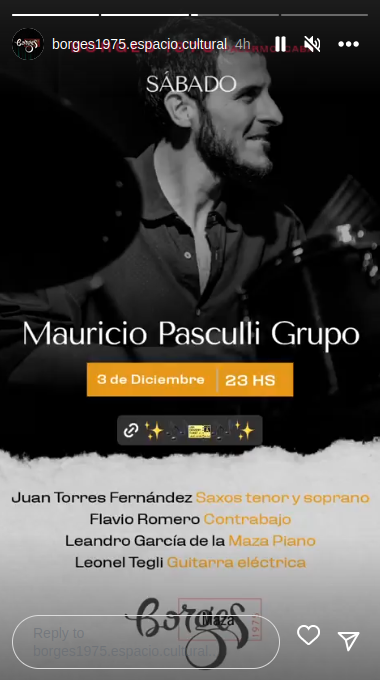 borges1975.espacio.cultural 4h
SÁBADO
Mauricio Pasculli Grupo
3 de Diciembre 23 HS
Juan Torres Fernández Saxos tenor y soprano
Flavio Romero Contrabajo
Leandro García de la Maza Piano
Leonel Tegli Guitarra eléctrica
Borges 1975
Maza
Reply to
borges1975.espacio.cultural...